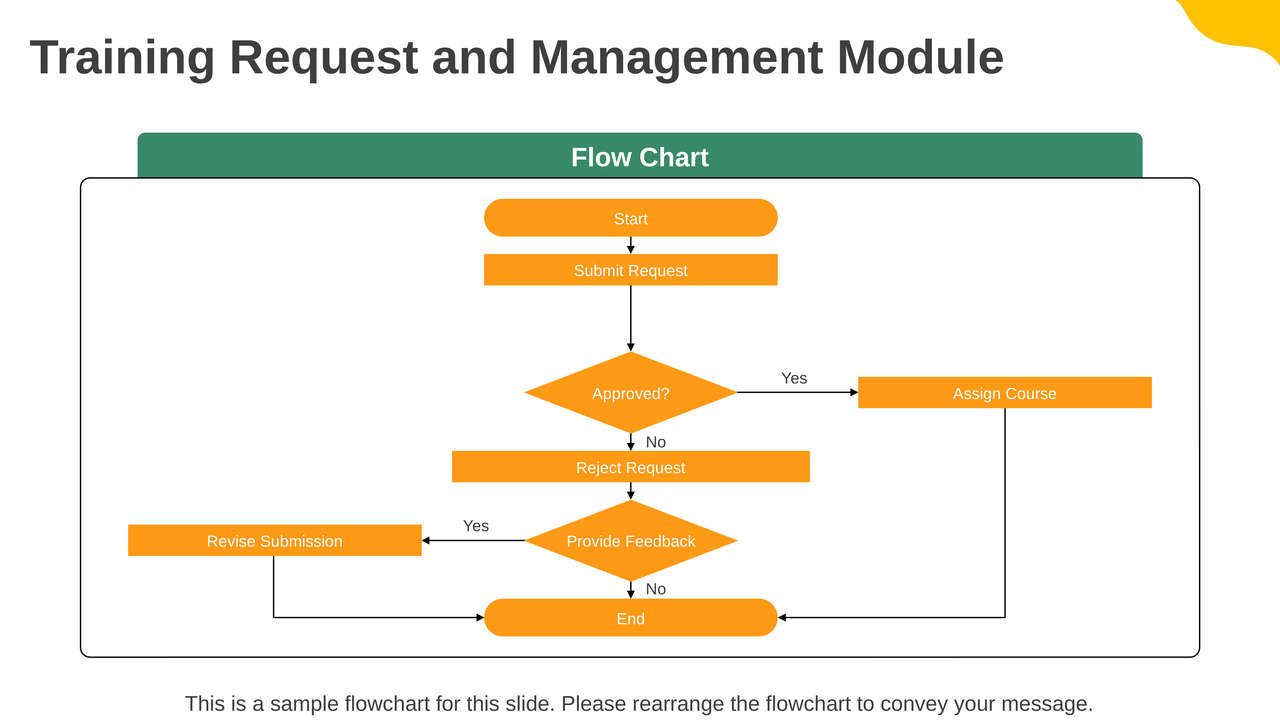 Training Request and Management Module
Flow Chart
Start
Submit Request
Approved?
Yes
Assign Course
No
Reject Request
Yes
Revise Submission
Provide Feedback
No
End
This is a sample flowchart for this slide. Please rearrange the flowchart to convey your message.